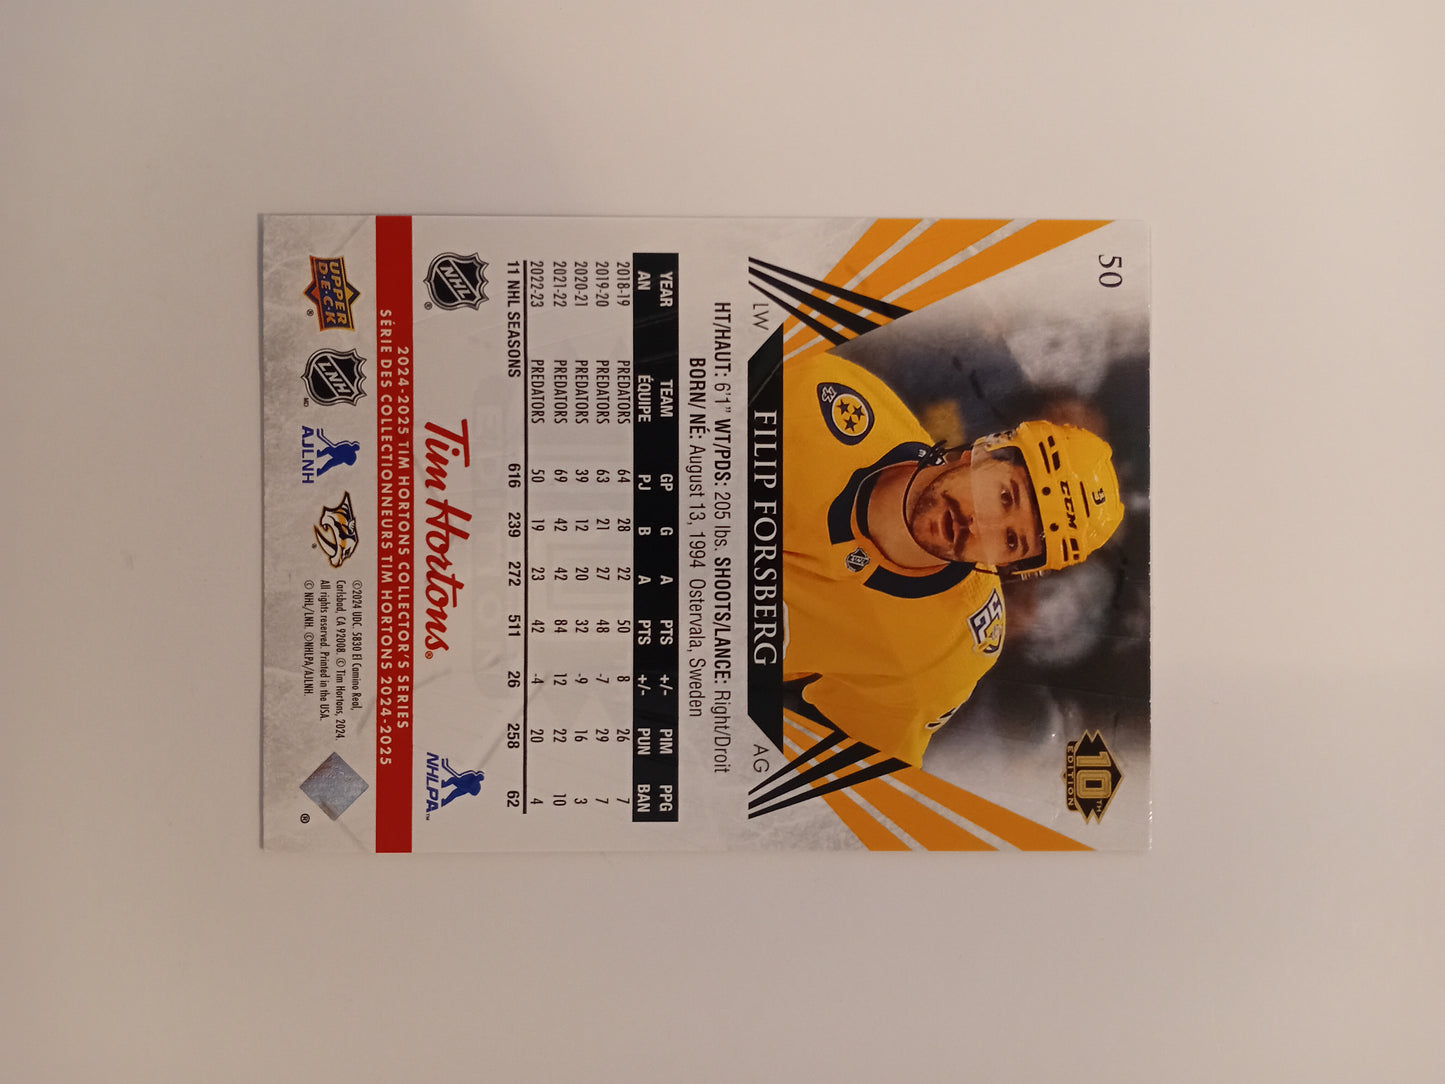 50
10TH
EDITION
9
CCM
LW FILIP FORSBERG AG
HT/HAUT: 6'1" WT/PDS: 205 lbs. SHOOTS/LANCE: Right/Droit
BORN/ NÉ: August 13, 1994 Ostervala, Sweden
YEAR TEAM GP G A PTS +/- PIM PPG
AN ÉQUIPE PJ B A PTS +/- PUN BAN
2018-19 PREDATORS 64 28 22 50 8 26 7
2019-20 PREDATORS 63 21 27 48 -7 29 7
2020-21 PREDATORS 39 12 20 32 -9 16 3
2021-22 PREDATORS 69 42 42 84 12 22 10
2022-23 PREDATORS 50 19 23 42 -4 20 4
11 NHL SEASONS 616 239 272 511 26 258 62
NHL ® Tim Hortons® NHLPA™
2024-2025 TIM HORTONS COLLECTOR'S SERIES
SÉRIE DES COLLECTIONNEURS TIM HORTONS 2024-2025
UPPER
D.E.C.K ®
LNH MD
AJLNH
®
©2024 UDC. 5830 El Camino Real,
Carlsbad, CA 92008. © Tim Hortons, 2024.
All rights reserved. Printed in the USA.
© NHL/LNH. ©NHLPA/AJLNH.
®